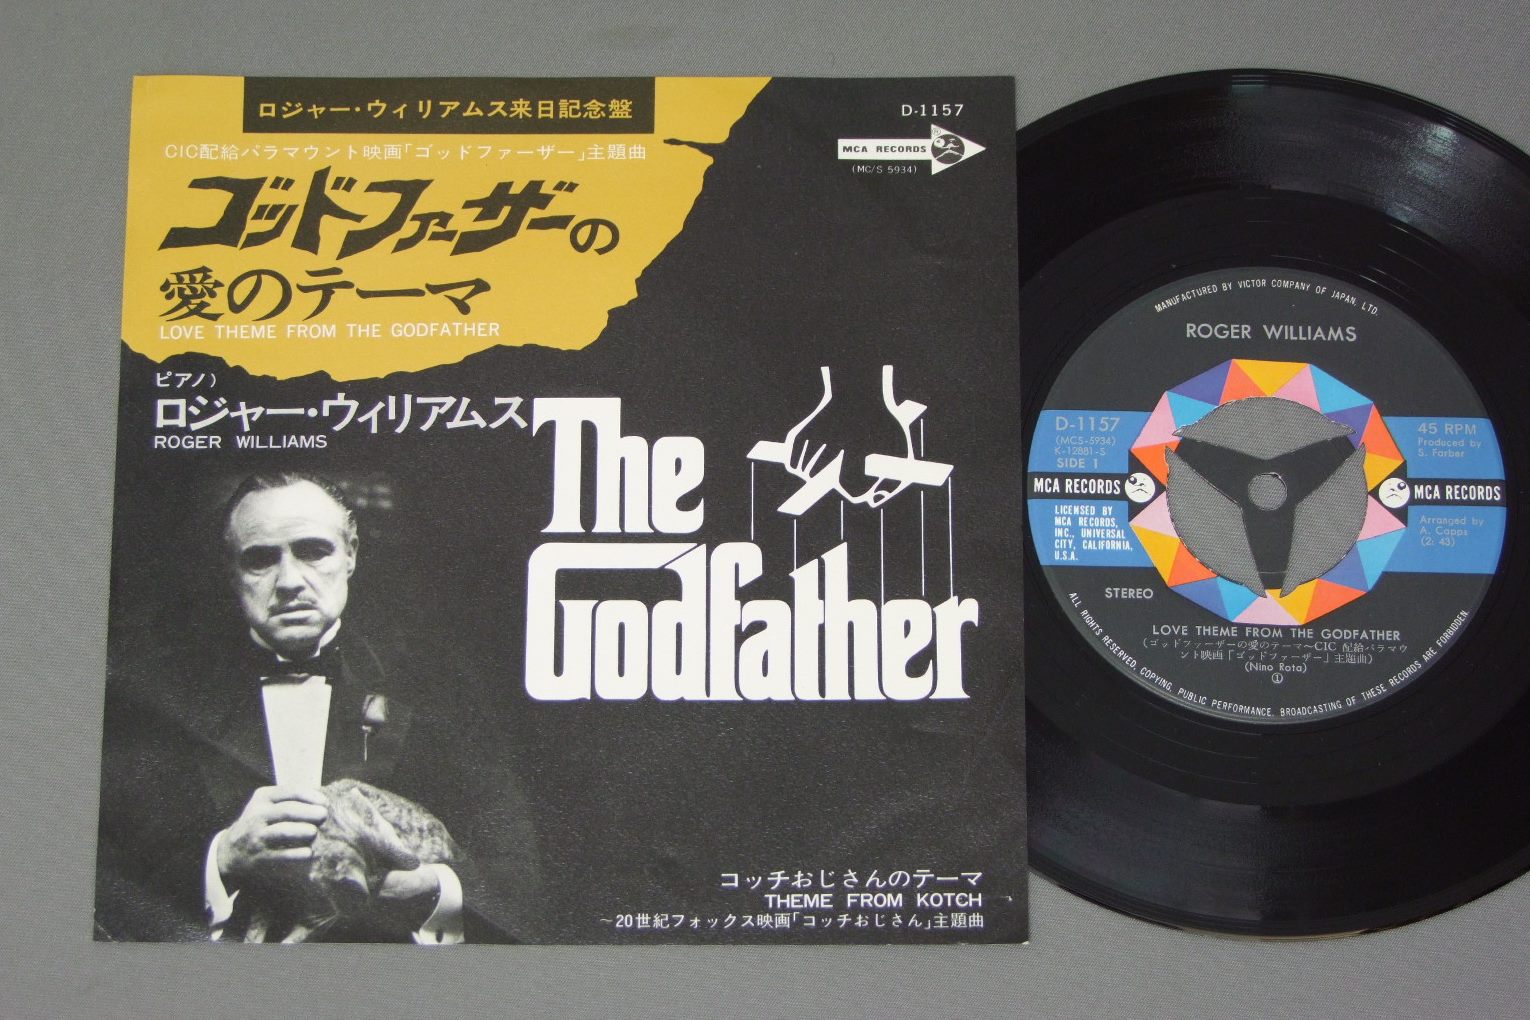 ロジャー・ウィリアムス来日記念盤
CIC配給パラマウント映画「ゴッドファーザー」主題曲
ゴッドファーザーの
愛のテーマ
LOVE THEME FROM THE GODFATHER
ピアノ)
ロジャー・ウィリアムス
ROGER WILLIAMS
D-1157
MCA RECORDS
®
(MC/S 5934)
The
Godfather
コッチおじさんのテーマ
THEME FROM KOTCH
~20世紀フォックス映画「コッチおじさん」主題曲
MANUFACTURED BY VICTOR COMPANY OF JAPAN, LTD.
ROGER WILLIAMS
D-1157
(MCS-5934)
K-12881-S
SIDE 1
MCA RECORDS
LICENSED BY
MCA RECORDS,
INC., UNIVERSAL
CITY, CALIFORNIA,
U.S.A.
STEREO
45 RPM
Produced by
S. Farber
MCA RECORDS
Arranged by
A. Capps
(2: 43)
LOVE THEME FROM THE GODFATHER
(ゴッドファーザーの愛のテーマ~CIC 配給パラマウ
ント映画「ゴッドファーザー」主題曲)
(Nino Rota)
①
ALL RIGHTS RESERVED. COPYING, PUBLIC PERFORMANCE, BROADCASTING OF THESE RECORDS ARE FORBIDDEN.